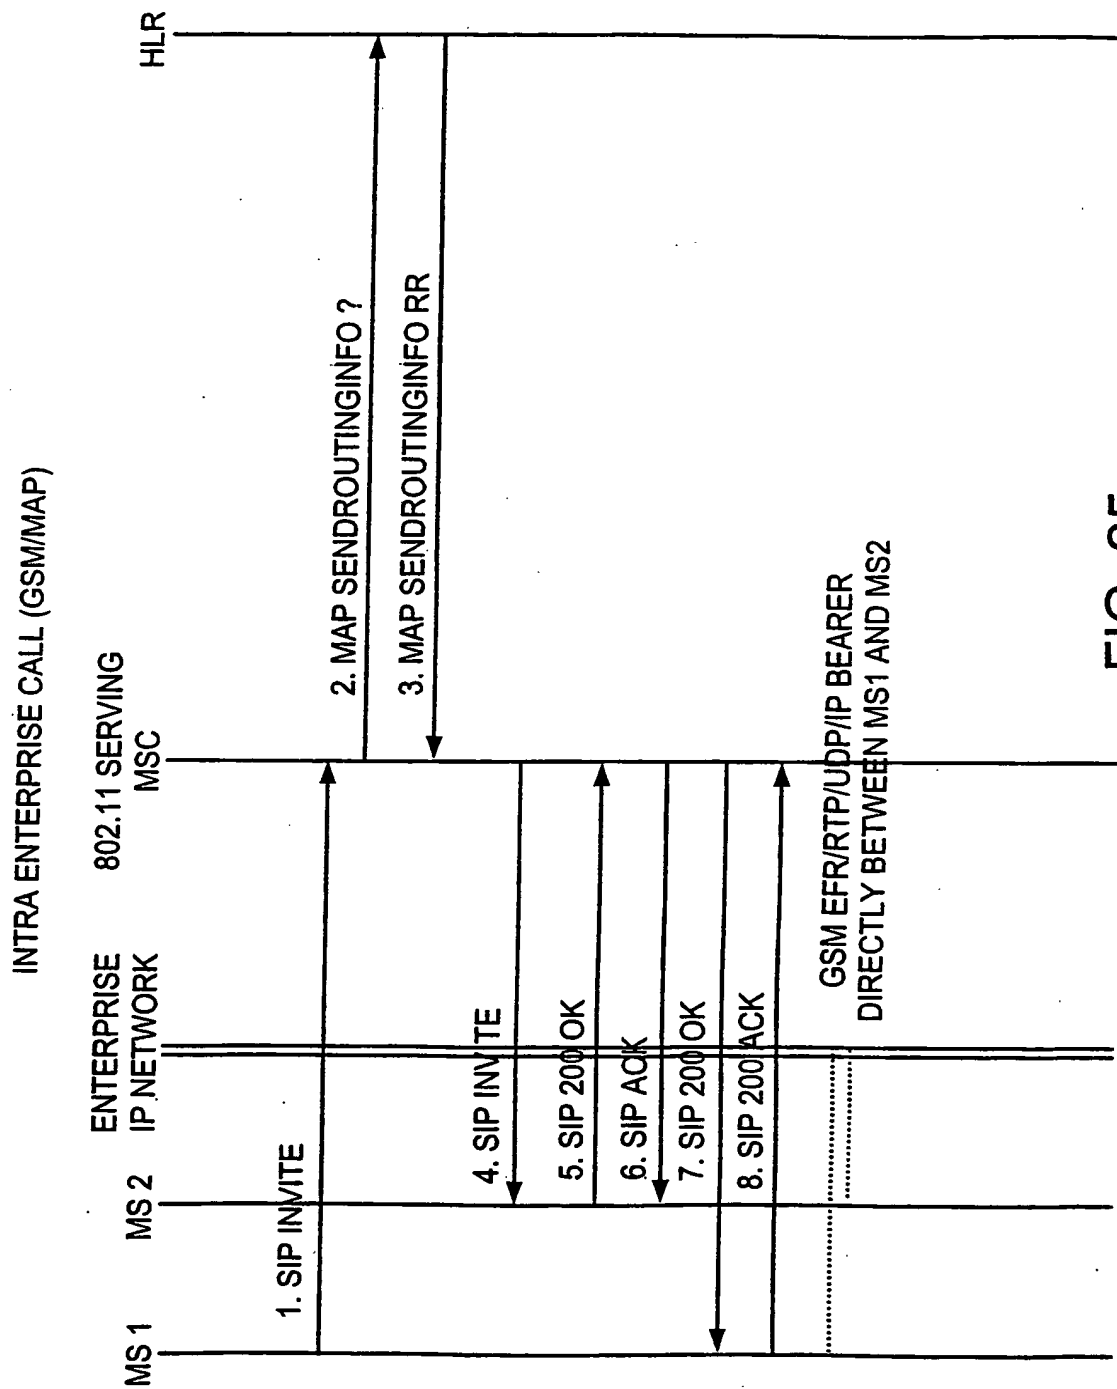 INTRA ENTERPRISE CALL (GSM/MAP)
MS 1
MS 2
ENTERPRISE
IP NETWORK
802.11 SERVING
MSC
HLR
1. SIP INVITE
2. MAP SENDROUTINGINFO ?
3. MAP SENDROUTINGINFO RR
4. SIP INVITE
5. SIP 200 OK
6. SIP ACK
7. SIP 200 OK
8. SIP 200 ACK
GSM EFR/RTP/UDP/IP BEARER
DIRECTLY BETWEEN MS1 AND MS2
FIG.